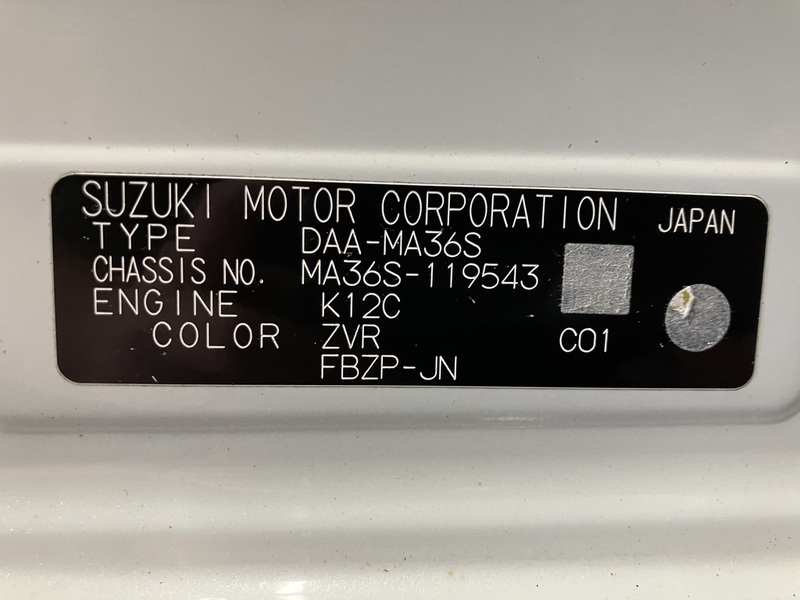 SUZUKI MOTOR CORPORATION JAPAN
TYPE DAA-MA36S
CHASSIS NO. MA36S-119543
ENGINE K12C
COLOR ZVR C01
FBZP-JN